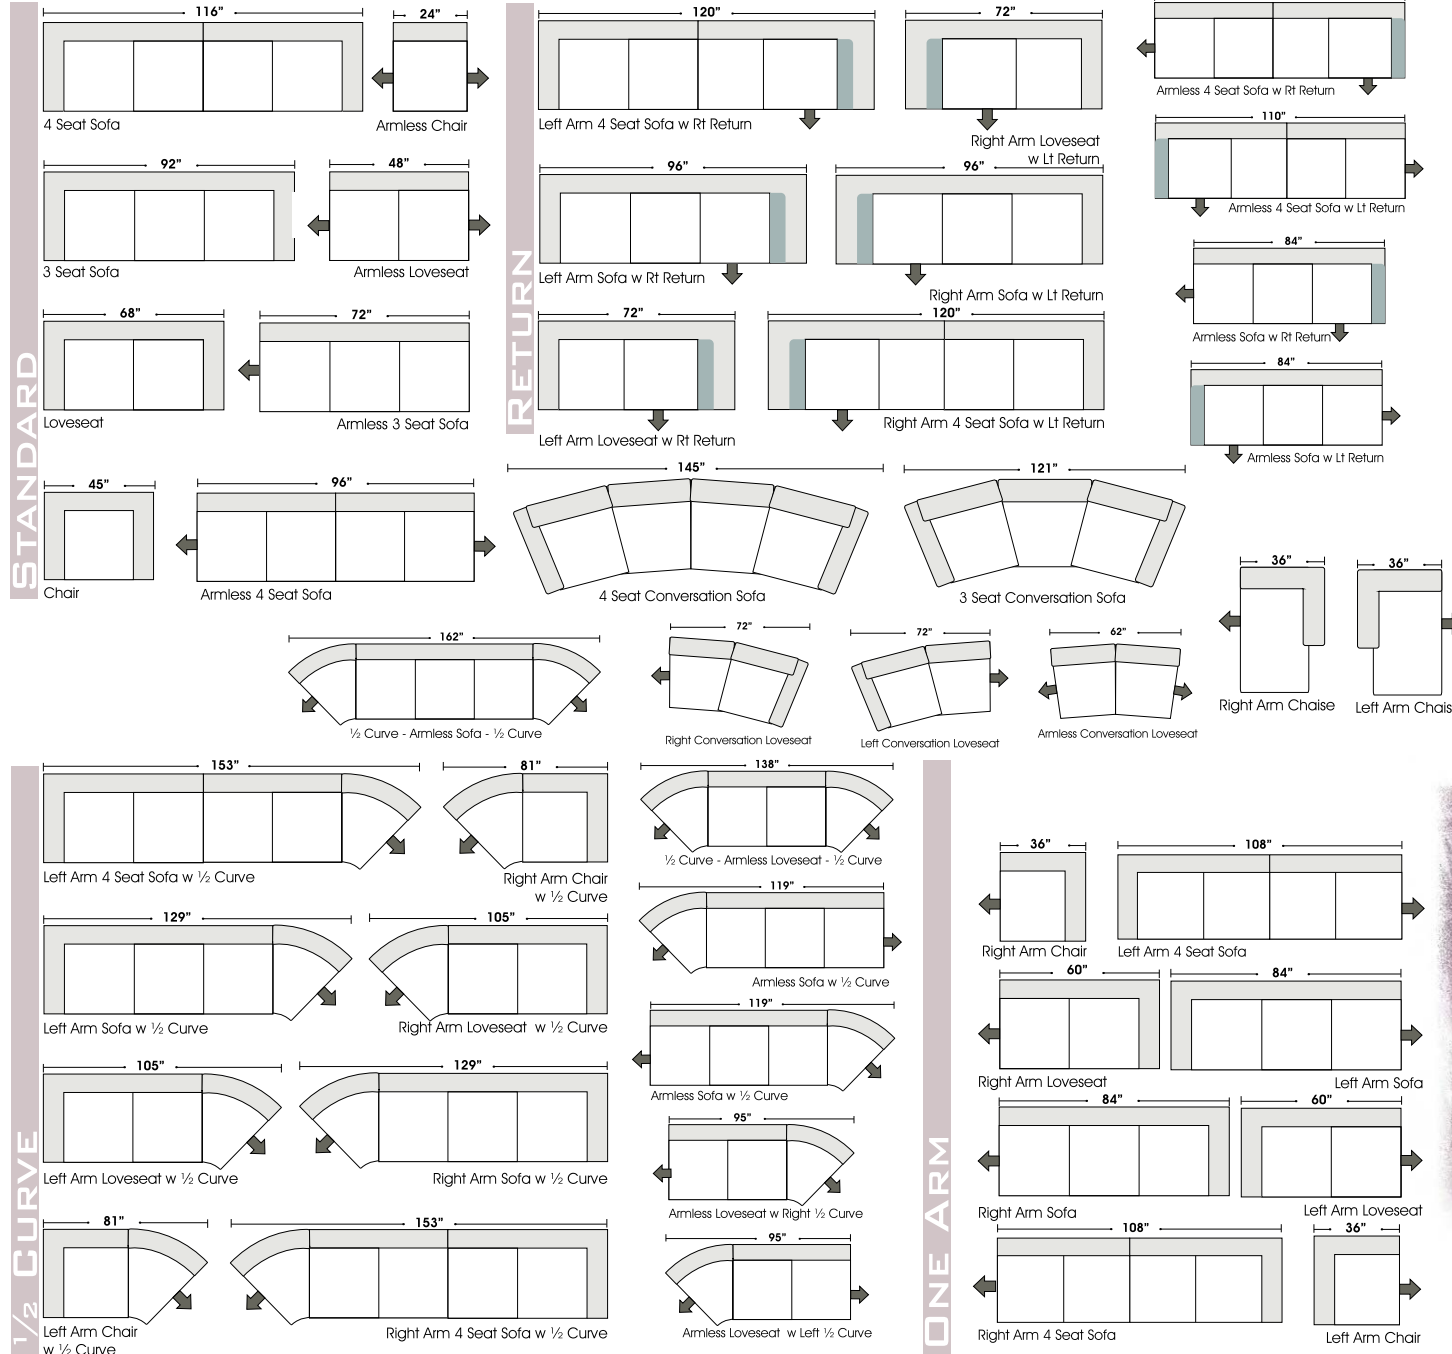 STANDARD
116"
4 Seat Sofa
24"
Armless Chair
92"
3 Seat Sofa
48"
Armless Loveseat
68"
Loveseat
72"
Armless 3 Seat Sofa
45"
Chair
96"
Armless 4 Seat Sofa
RETURN
120"
Left Arm 4 Seat Sofa w Rt Return
72"
Right Arm Loveseat
w Lt Return
96"
Left Arm Sofa w Rt Return
96"
Right Arm Sofa w Lt Return
72"
Left Arm Loveseat w Rt Return
120"
Right Arm 4 Seat Sofa w Lt Return
Armless 4 Seat Sofa w Rt Return
110"
Armless 4 Seat Sofa w Lt Return
84"
Armless Sofa w Rt Return
84"
Armless Sofa w Lt Return
145"
4 Seat Conversation Sofa
121"
3 Seat Conversation Sofa
36"
Right Arm Chaise
36"
Left Arm Chais
162"
½ Curve - Armless Sofa - ½ Curve
72"
Right Conversation Loveseat
72"
Left Conversation Loveseat
62"
Armless Conversation Loveseat
½ CURVE
153"
Left Arm 4 Seat Sofa w ½ Curve
81"
Right Arm Chair
w ½ Curve
129"
Left Arm Sofa w ½ Curve
105"
Right Arm Loveseat w ½ Curve
105"
Left Arm Loveseat w ½ Curve
129"
Right Arm Sofa w ½ Curve
81"
Left Arm Chair
w ½ Curve
153"
Right Arm 4 Seat Sofa w ½ Curve
138"
½ Curve - Armless Loveseat - ½ Curve
119"
Armless Sofa w ½ Curve
119"
Armless Sofa w ½ Curve
95"
Armless Loveseat w Right ½ Curve
95"
Armless Loveseat w Left ½ Curve
ONE ARM
36"
Right Arm Chair
108"
Left Arm 4 Seat Sofa
60"
Right Arm Loveseat
84"
Left Arm Sofa
84"
Right Arm Sofa
60"
Left Arm Loveseat
108"
Right Arm 4 Seat Sofa
36"
Left Arm Chair